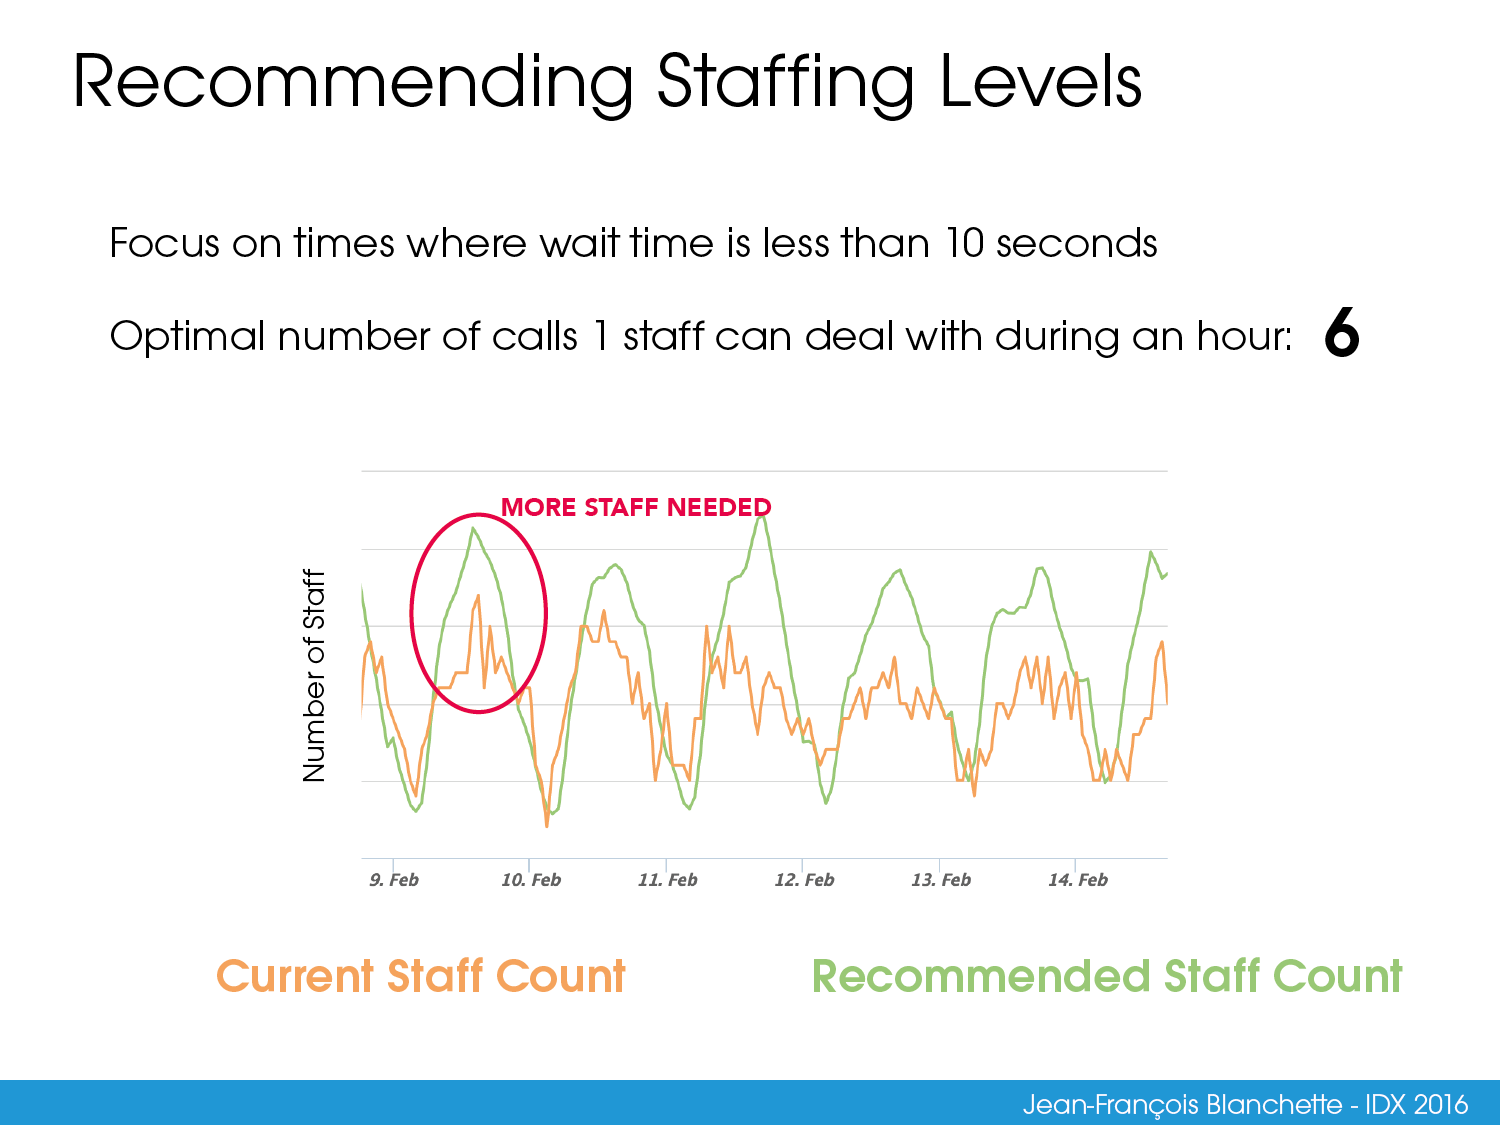 Recommending Staffing Levels
Focus on times where wait time is less than 10 seconds
Optimal number of calls 1 staff can deal with during an hour: 6
MORE STAFF NEEDED
Number of Staff
9. Feb 10. Feb 11. Feb 12. Feb 13. Feb 14. Feb
Current Staff Count Recommended Staff Count
Jean-François Blanchette - IDX 2016